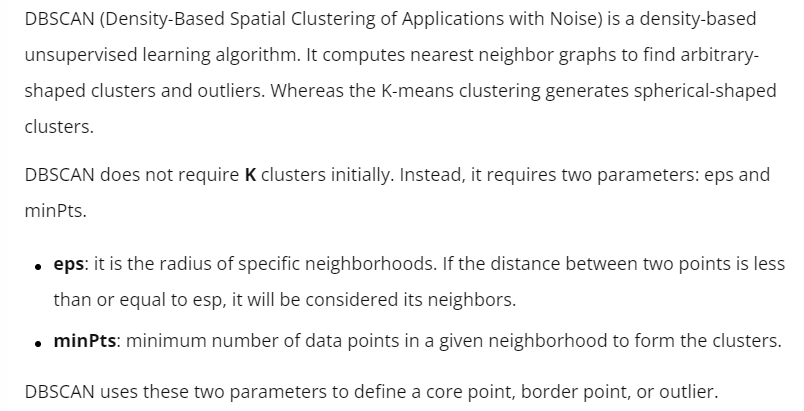 DBSCAN (Density-Based Spatial Clustering of Applications with Noise) is a density-based
unsupervised learning algorithm. It computes nearest neighbor graphs to find arbitrary-
shaped clusters and outliers. Whereas the K-means clustering generates spherical-shaped
clusters.
DBSCAN does not require K clusters initially. Instead, it requires two parameters: eps and
minPts.
• eps: it is the radius of specific neighborhoods. If the distance between two points is less
than or equal to esp, it will be considered its neighbors.
• minPts: minimum number of data points in a given neighborhood to form the clusters.
DBSCAN uses these two parameters to define a core point, border point, or outlier.